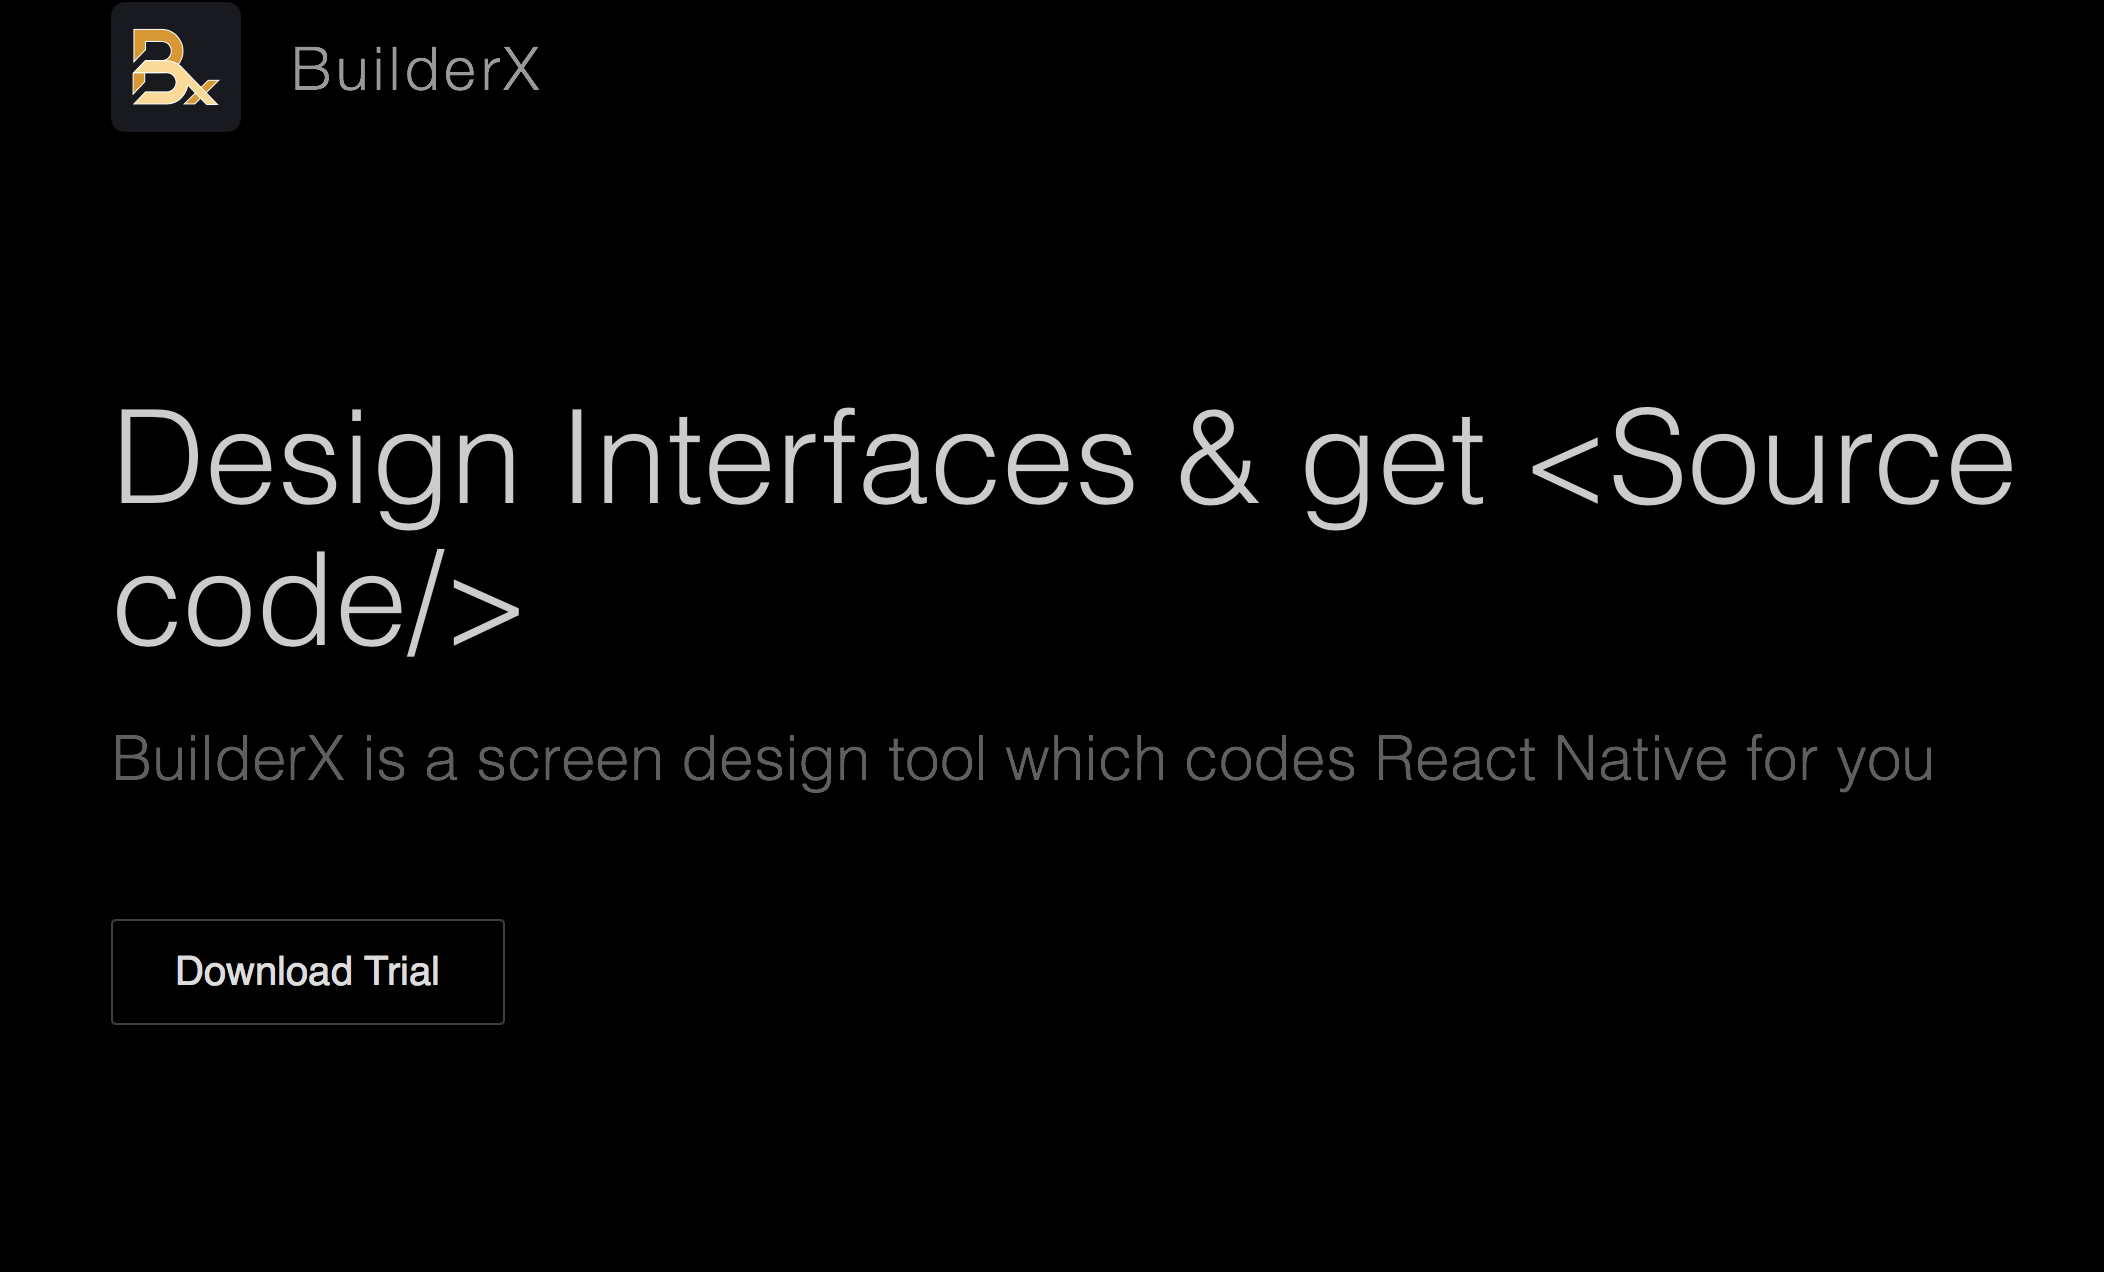 Bx
BuilderX
Design Interfaces & get <Source
code/>
BuilderX is a screen design tool which codes React Native for you
Download Trial